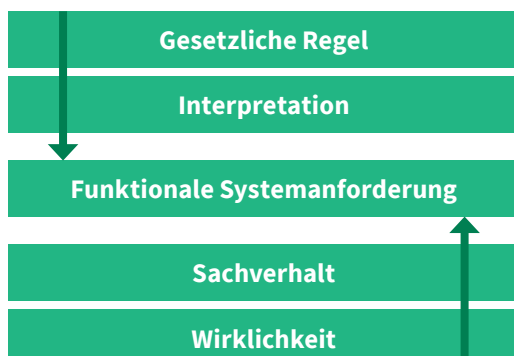 Gesetzliche Regel
Interpretation
Funktionale Systemanforderung
Sachverhalt
Wirklichkeit